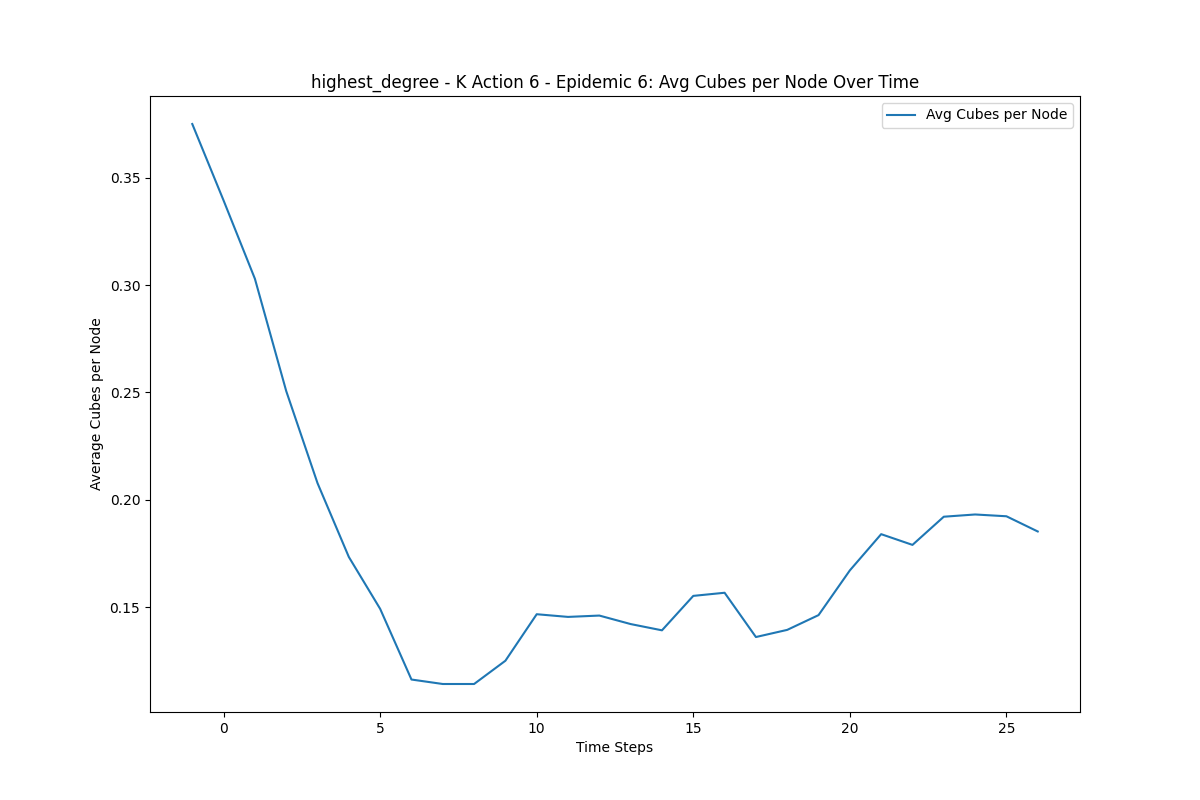 highest_degree - K Action 6 - Epidemic 6: Avg Cubes per Node Over Time
Avg Cubes per Node
0.35
0.30
0.25
0.20
0.15
Average Cubes per Node
0 5 10 15 20 25
Time Steps